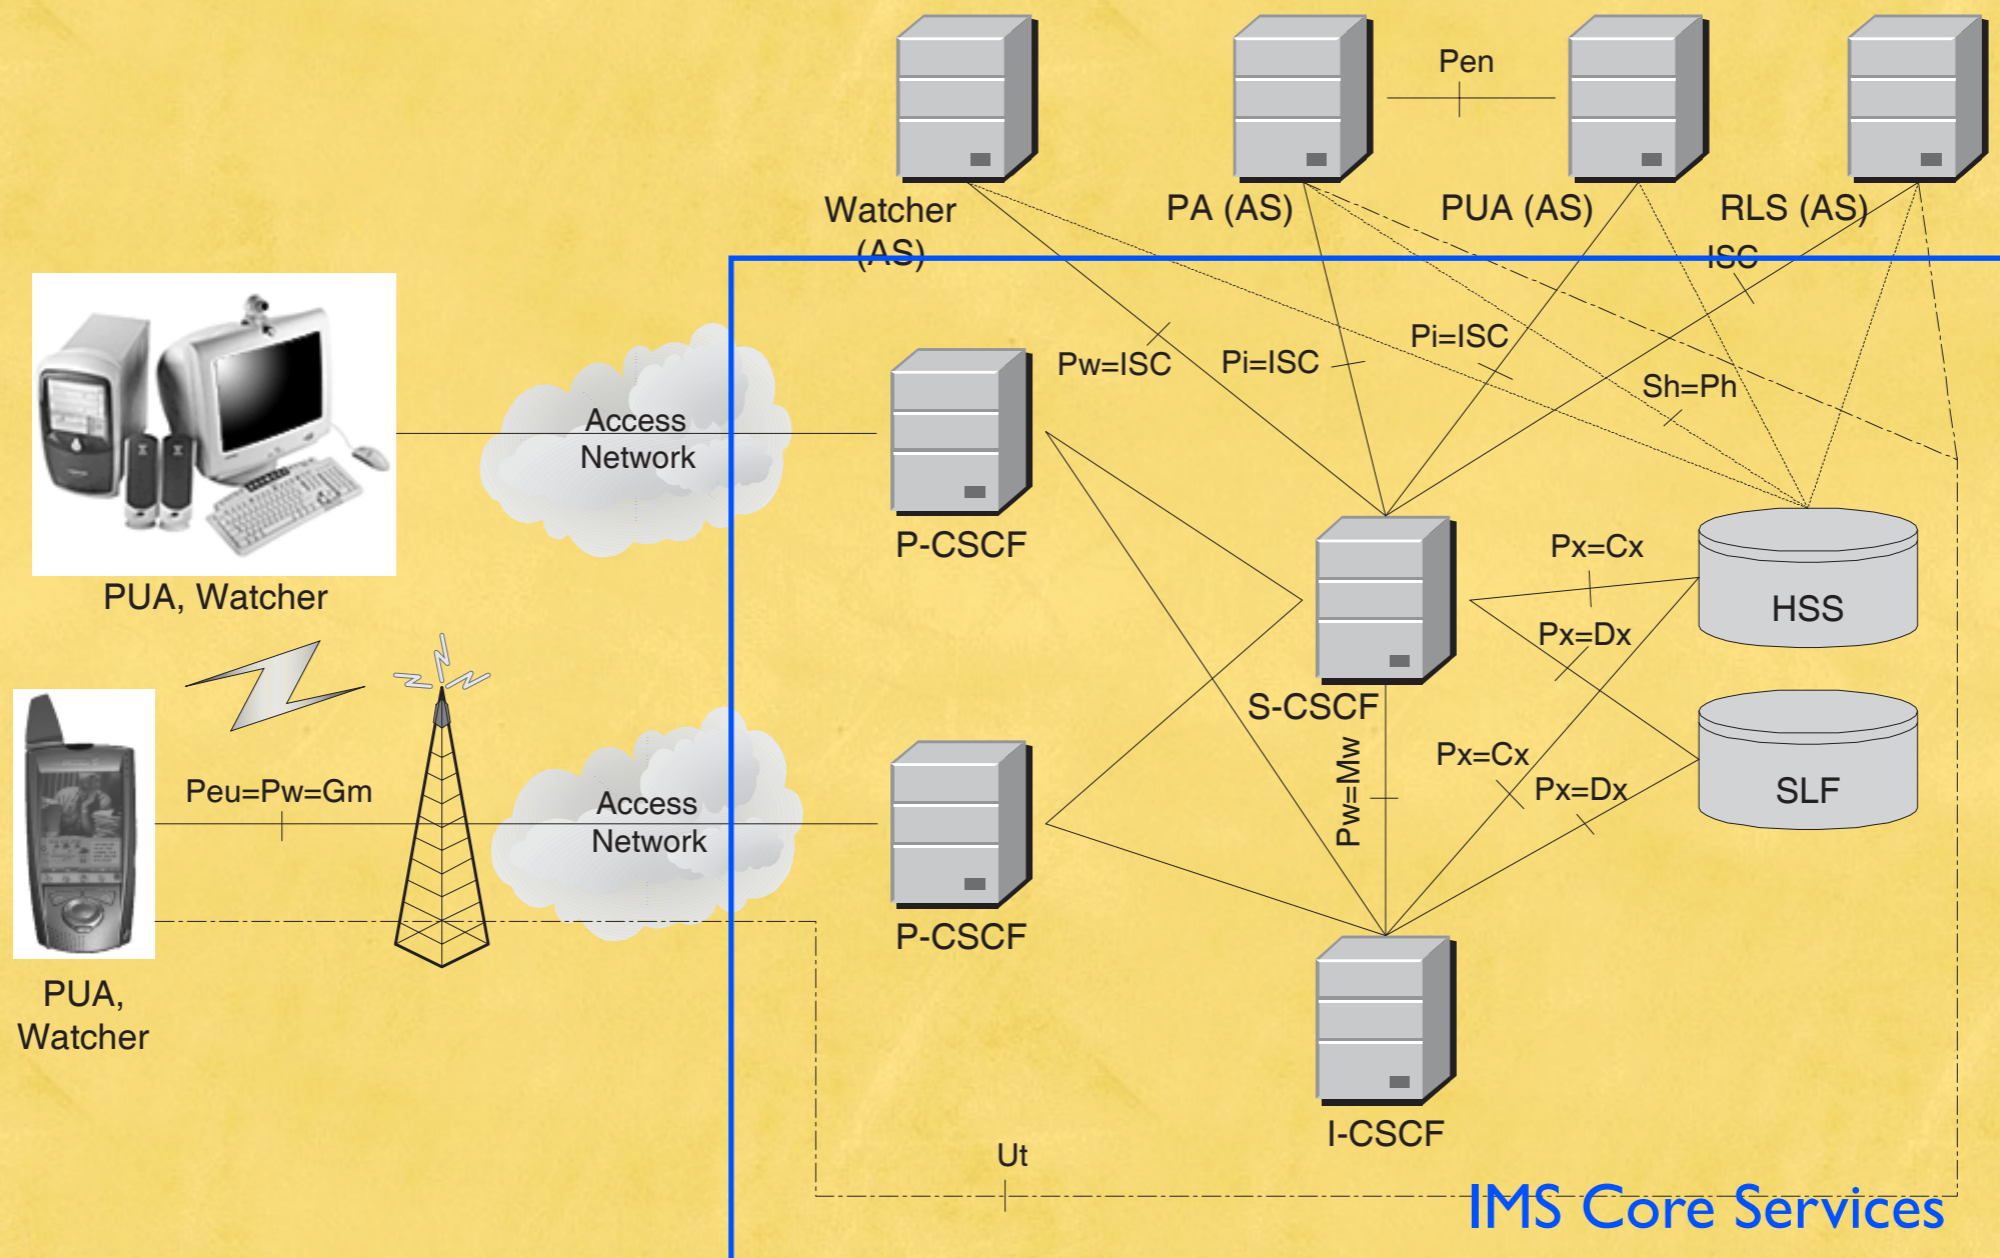 Pen
Watcher
(AS)
PA (AS)
PUA (AS)
RLS (AS)
ISC
Pw=ISC
Pi=ISC
Pi=ISC
Sh=Ph
Access
Network
P-CSCF
PUA, Watcher
Px=Cx
HSS
Px=Dx
S-CSCF
Pw=Mw
Px=Cx
Px=Dx
SLF
Peu=Pw=Gm
Access
Network
P-CSCF
PUA,
Watcher
I-CSCF
Ut
IMS Core Services